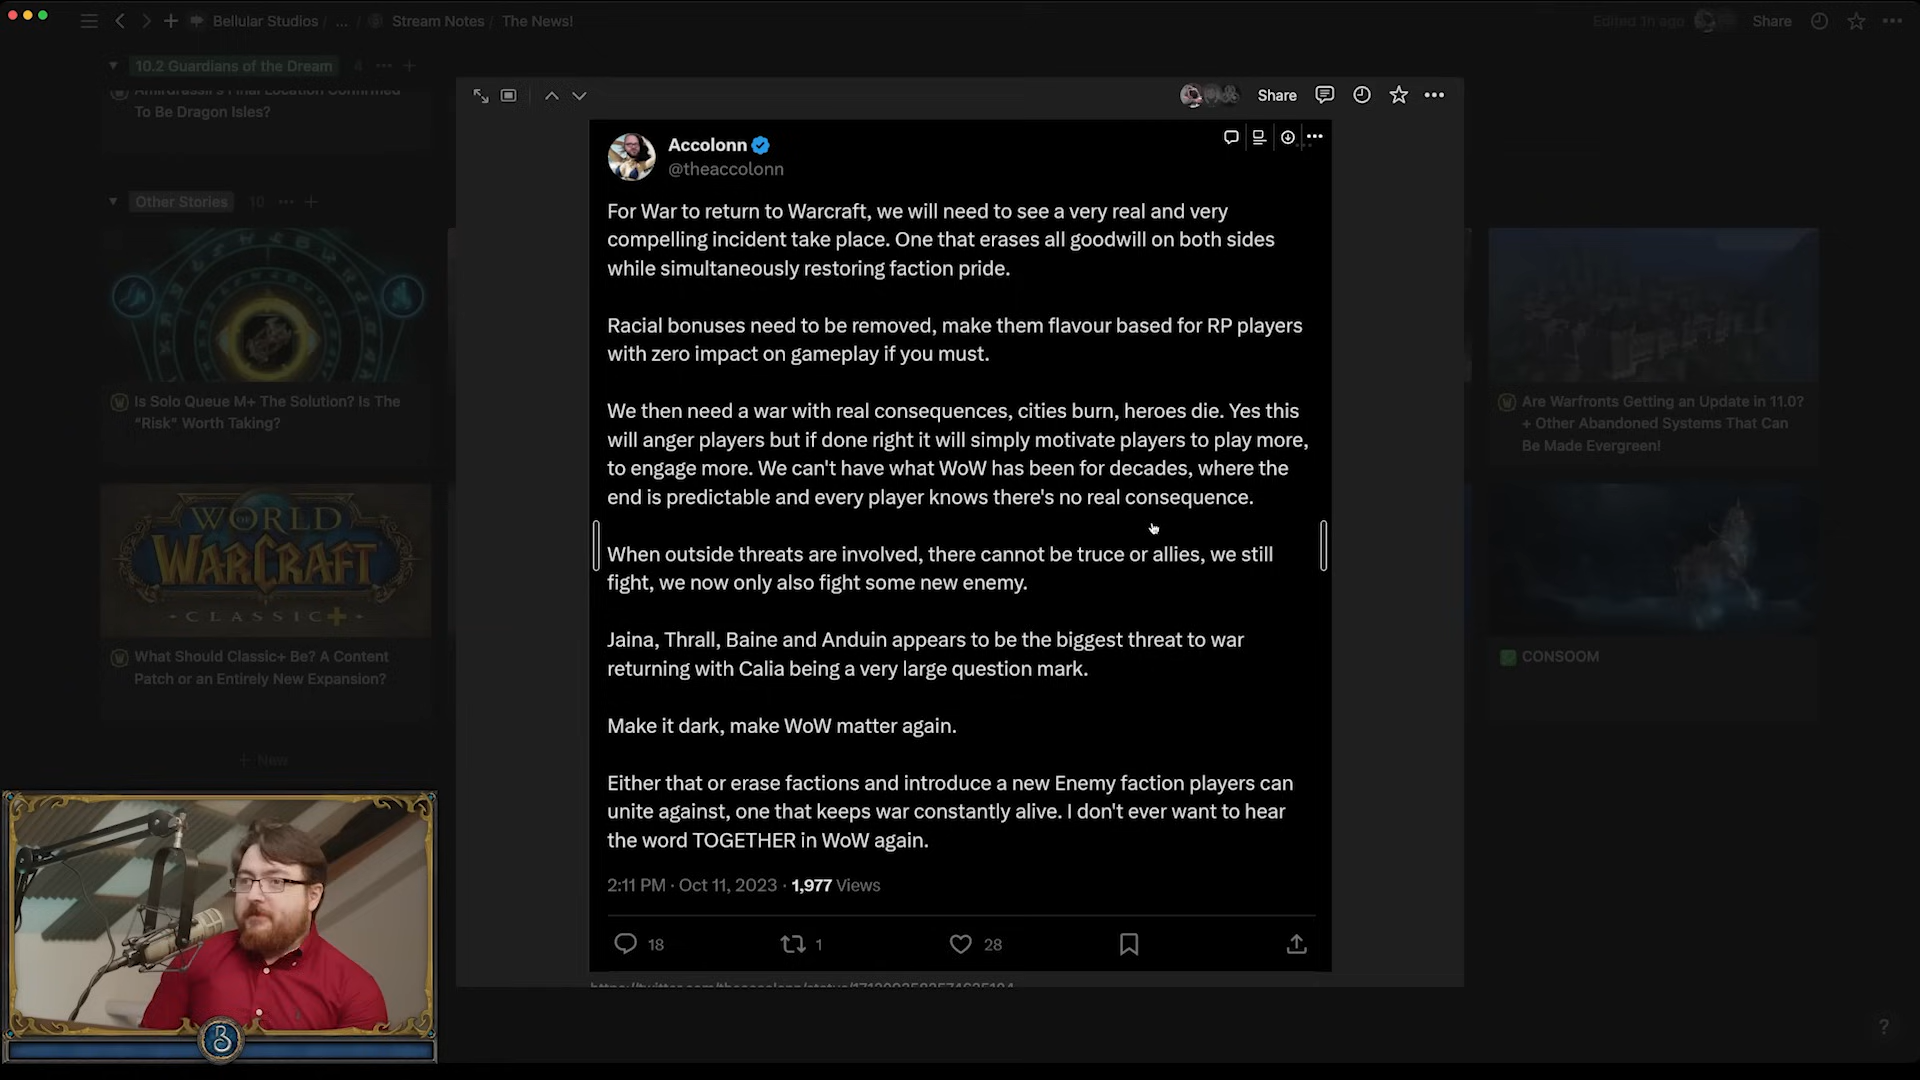 Bellular Studios / ... / Stream Notes / The News!
Edited 1h ago
Share
10.2 Guardians of the Dream 4
Amirdrassil's Final Location Confirmed
To Be Dragon Isles?
Other Stories 10
Is Solo Queue M+ The Solution? Is The
"Risk" Worth Taking?
WORLD
OF
WARCRAFT
CLASSIC+
What Should Classic+ Be? A Content
Patch or an Entirely New Expansion?
+ New
Share
Accolonn
@theaccolonn
For War to return to Warcraft, we will need to see a very real and very
compelling incident take place. One that erases all goodwill on both sides
while simultaneously restoring faction pride.
Racial bonuses need to be removed, make them flavour based for RP players
with zero impact on gameplay if you must.
We then need a war with real consequences, cities burn, heroes die. Yes this
will anger players but if done right it will simply motivate players to play more,
to engage more. We can't have what WoW has been for decades, where the
end is predictable and every player knows there's no real consequence.
When outside threats are involved, there cannot be truce or allies, we still
fight, we now only also fight some new enemy.
Jaina, Thrall, Baine and Anduin appears to be the biggest threat to war
returning with Calia being a very large question mark.
Make it dark, make WoW matter again.
Either that or erase factions and introduce a new Enemy faction players can
unite against, one that keeps war constantly alive. I don't ever want to hear
the word TOGETHER in WoW again.
2:11 PM · Oct 11, 2023 · 1,977 Views
18 1 28
Are Warfronts Getting an Update in 11.0?
+ Other Abandoned Systems That Can
Be Made Evergreen!
CONSOOM
B
?